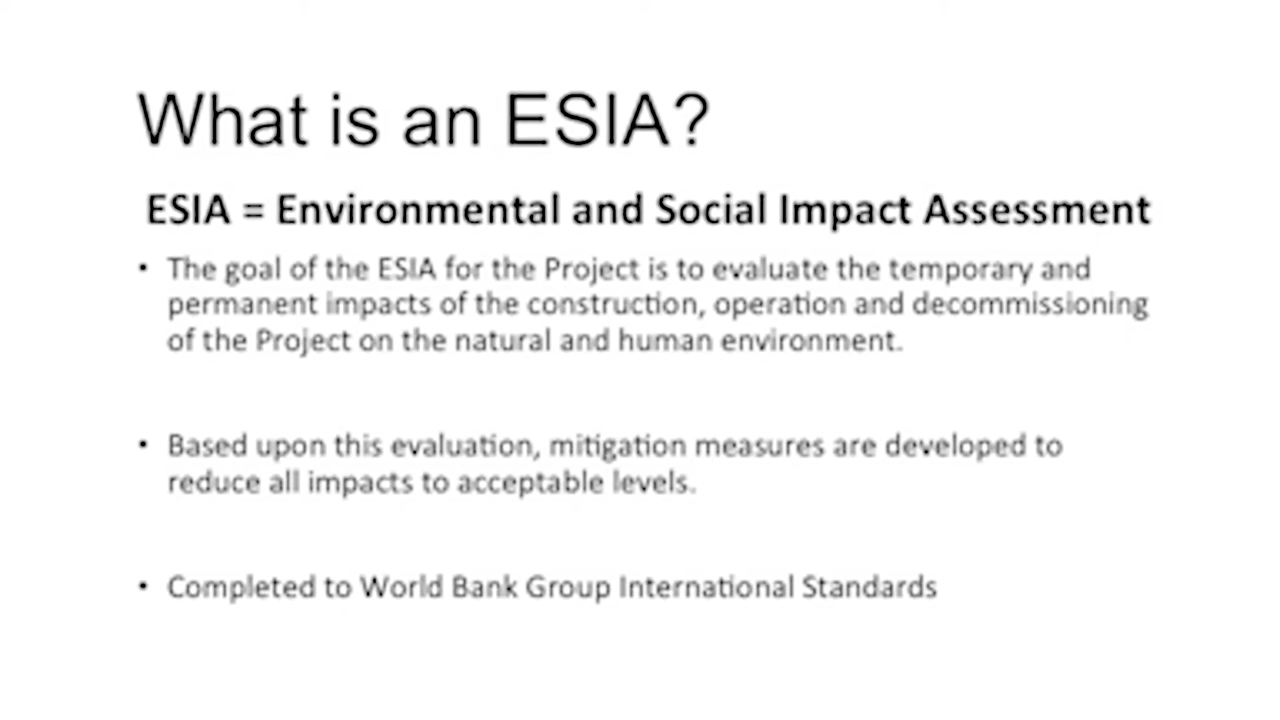 What is an ESIA?
ESIA = Environmental and Social Impact Assessment
• The goal of the ESIA for the Project is to evaluate the temporary and
permanent impacts of the construction, operation and decommissioning
of the Project on the natural and human environment.
• Based upon this evaluation, mitigation measures are developed to
reduce all impacts to acceptable levels.
• Completed to World Bank Group International Standards